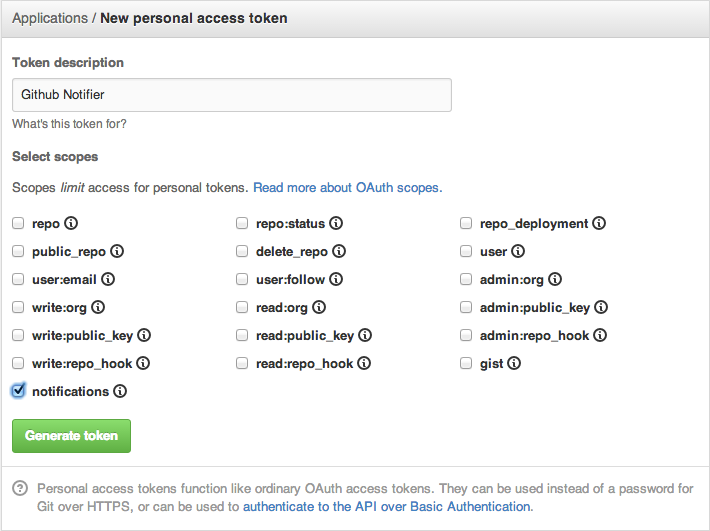 Applications / New personal access token
Token description
Github Notifier
What's this token for?
Select scopes
Scopes limit access for personal tokens. Read more about OAuth scopes.
repo repo:status repo_deployment
public_repo delete_repo user
user:email user:follow admin:org
write:org read:org admin:public_key
write:public_key read:public_key admin:repo_hook
write:repo_hook read:repo_hook gist
notifications
Generate token
Personal access tokens function like ordinary OAuth access tokens. They can be used instead of a password for
Git over HTTPS, or can be used to authenticate to the API over Basic Authentication.